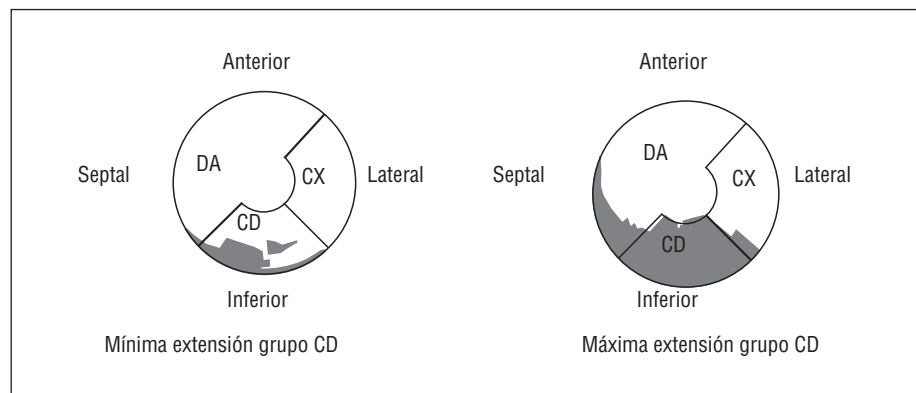 Anterior
DA
Septal
CX
Lateral
CD
Inferior
Mínima extensión grupo CD
Anterior
DA
Septal
CX
Lateral
CD
Inferior
Máxima extensión grupo CD